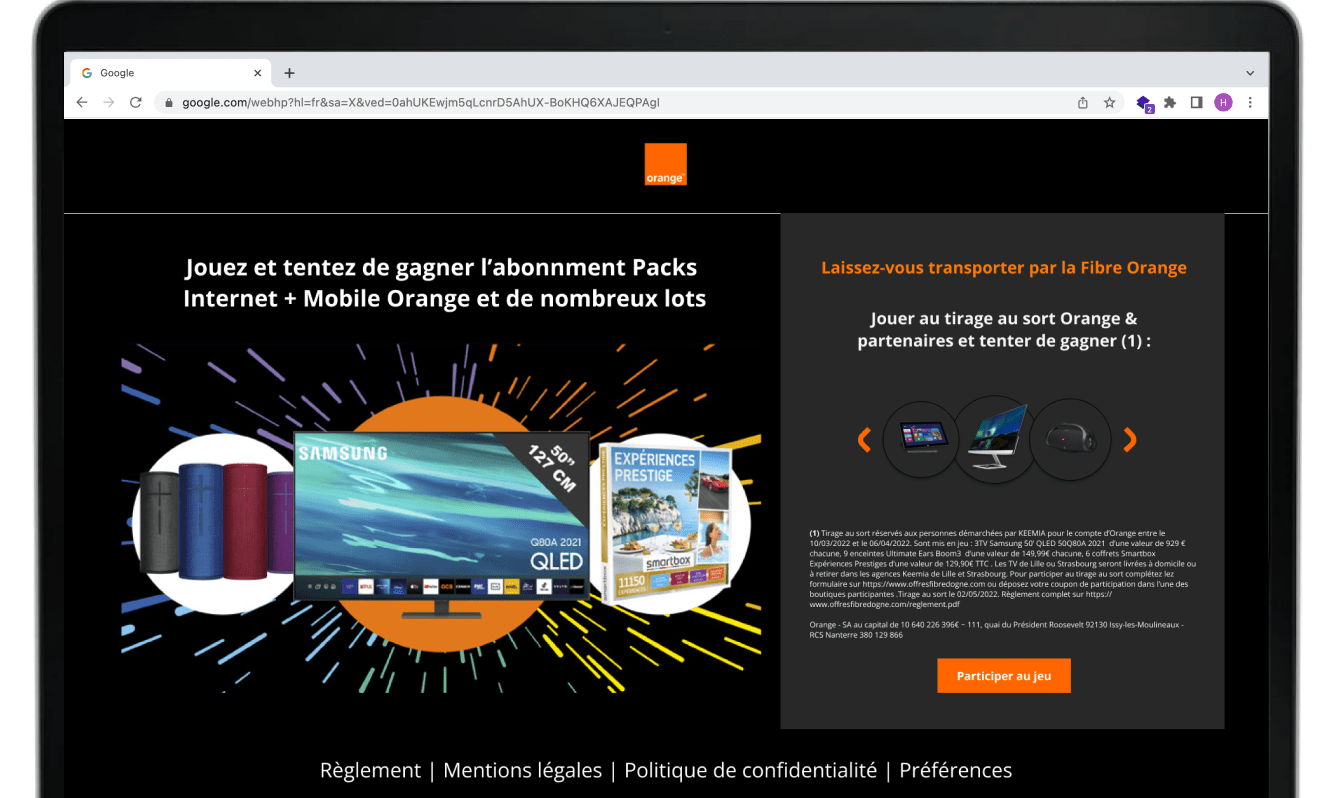 Google
google.com/webhp?hl=fr&sa=X&ved=0ahUKEwjm5qLcnrD5AhUX-BoKHQ6XAJEQPAgI
2
H
orange™
Jouez et tentez de gagner l’abonnment Packs
Internet + Mobile Orange et de nombreux lots
SAMSUNG
50”
127 CM
Q80A 2021
QLED
EXPÉRIENCES
PRESTIGE
smartbox
11150
Laissez-vous transporter par la Fibre Orange
Jouer au tirage au sort Orange &
partenaires et tenter de gagner (1) :
(1) Tirage au sort réservés aux personnes démarchées par KEEMIA pour le compte d’Orange entre le
10/03/2022 et le 06/04/2022. Sont mis en jeu : 3TV Samsung 50’ QLED 50Q80A 2021 d’une valeur de 929 €
chacune, 9 enceintes Ultimate Ears Boom3 d’une valeur de 149,99€ chacune, 6 coffrets Smartbox
Expériences Prestiges d’une valeur de 129,90€ TTC . Les TV de Lille ou Strasbourg seront livrées à domicile ou
à retirer dans les agences Keemia de Lille et Strasbourg. Pour participer au tirage au sort complétez lez
formulaire sur https://www.offresfibredogne.com ou déposez votre coupon de participation dans l’une des
boutiques participantes .Tirage au sort le 02/05/2022. Règlement complet sur https://
www.offresfibredogne.com/reglement.pdf
Orange - SA au capital de 10 640 226 396€ – 111, quai du Président Roosevelt 92130 Issy-les-Moulineaux -
RCS Nanterre 380 129 866
Participer au jeu
Règlement | Mentions légales | Politique de confidentialité | Préférences